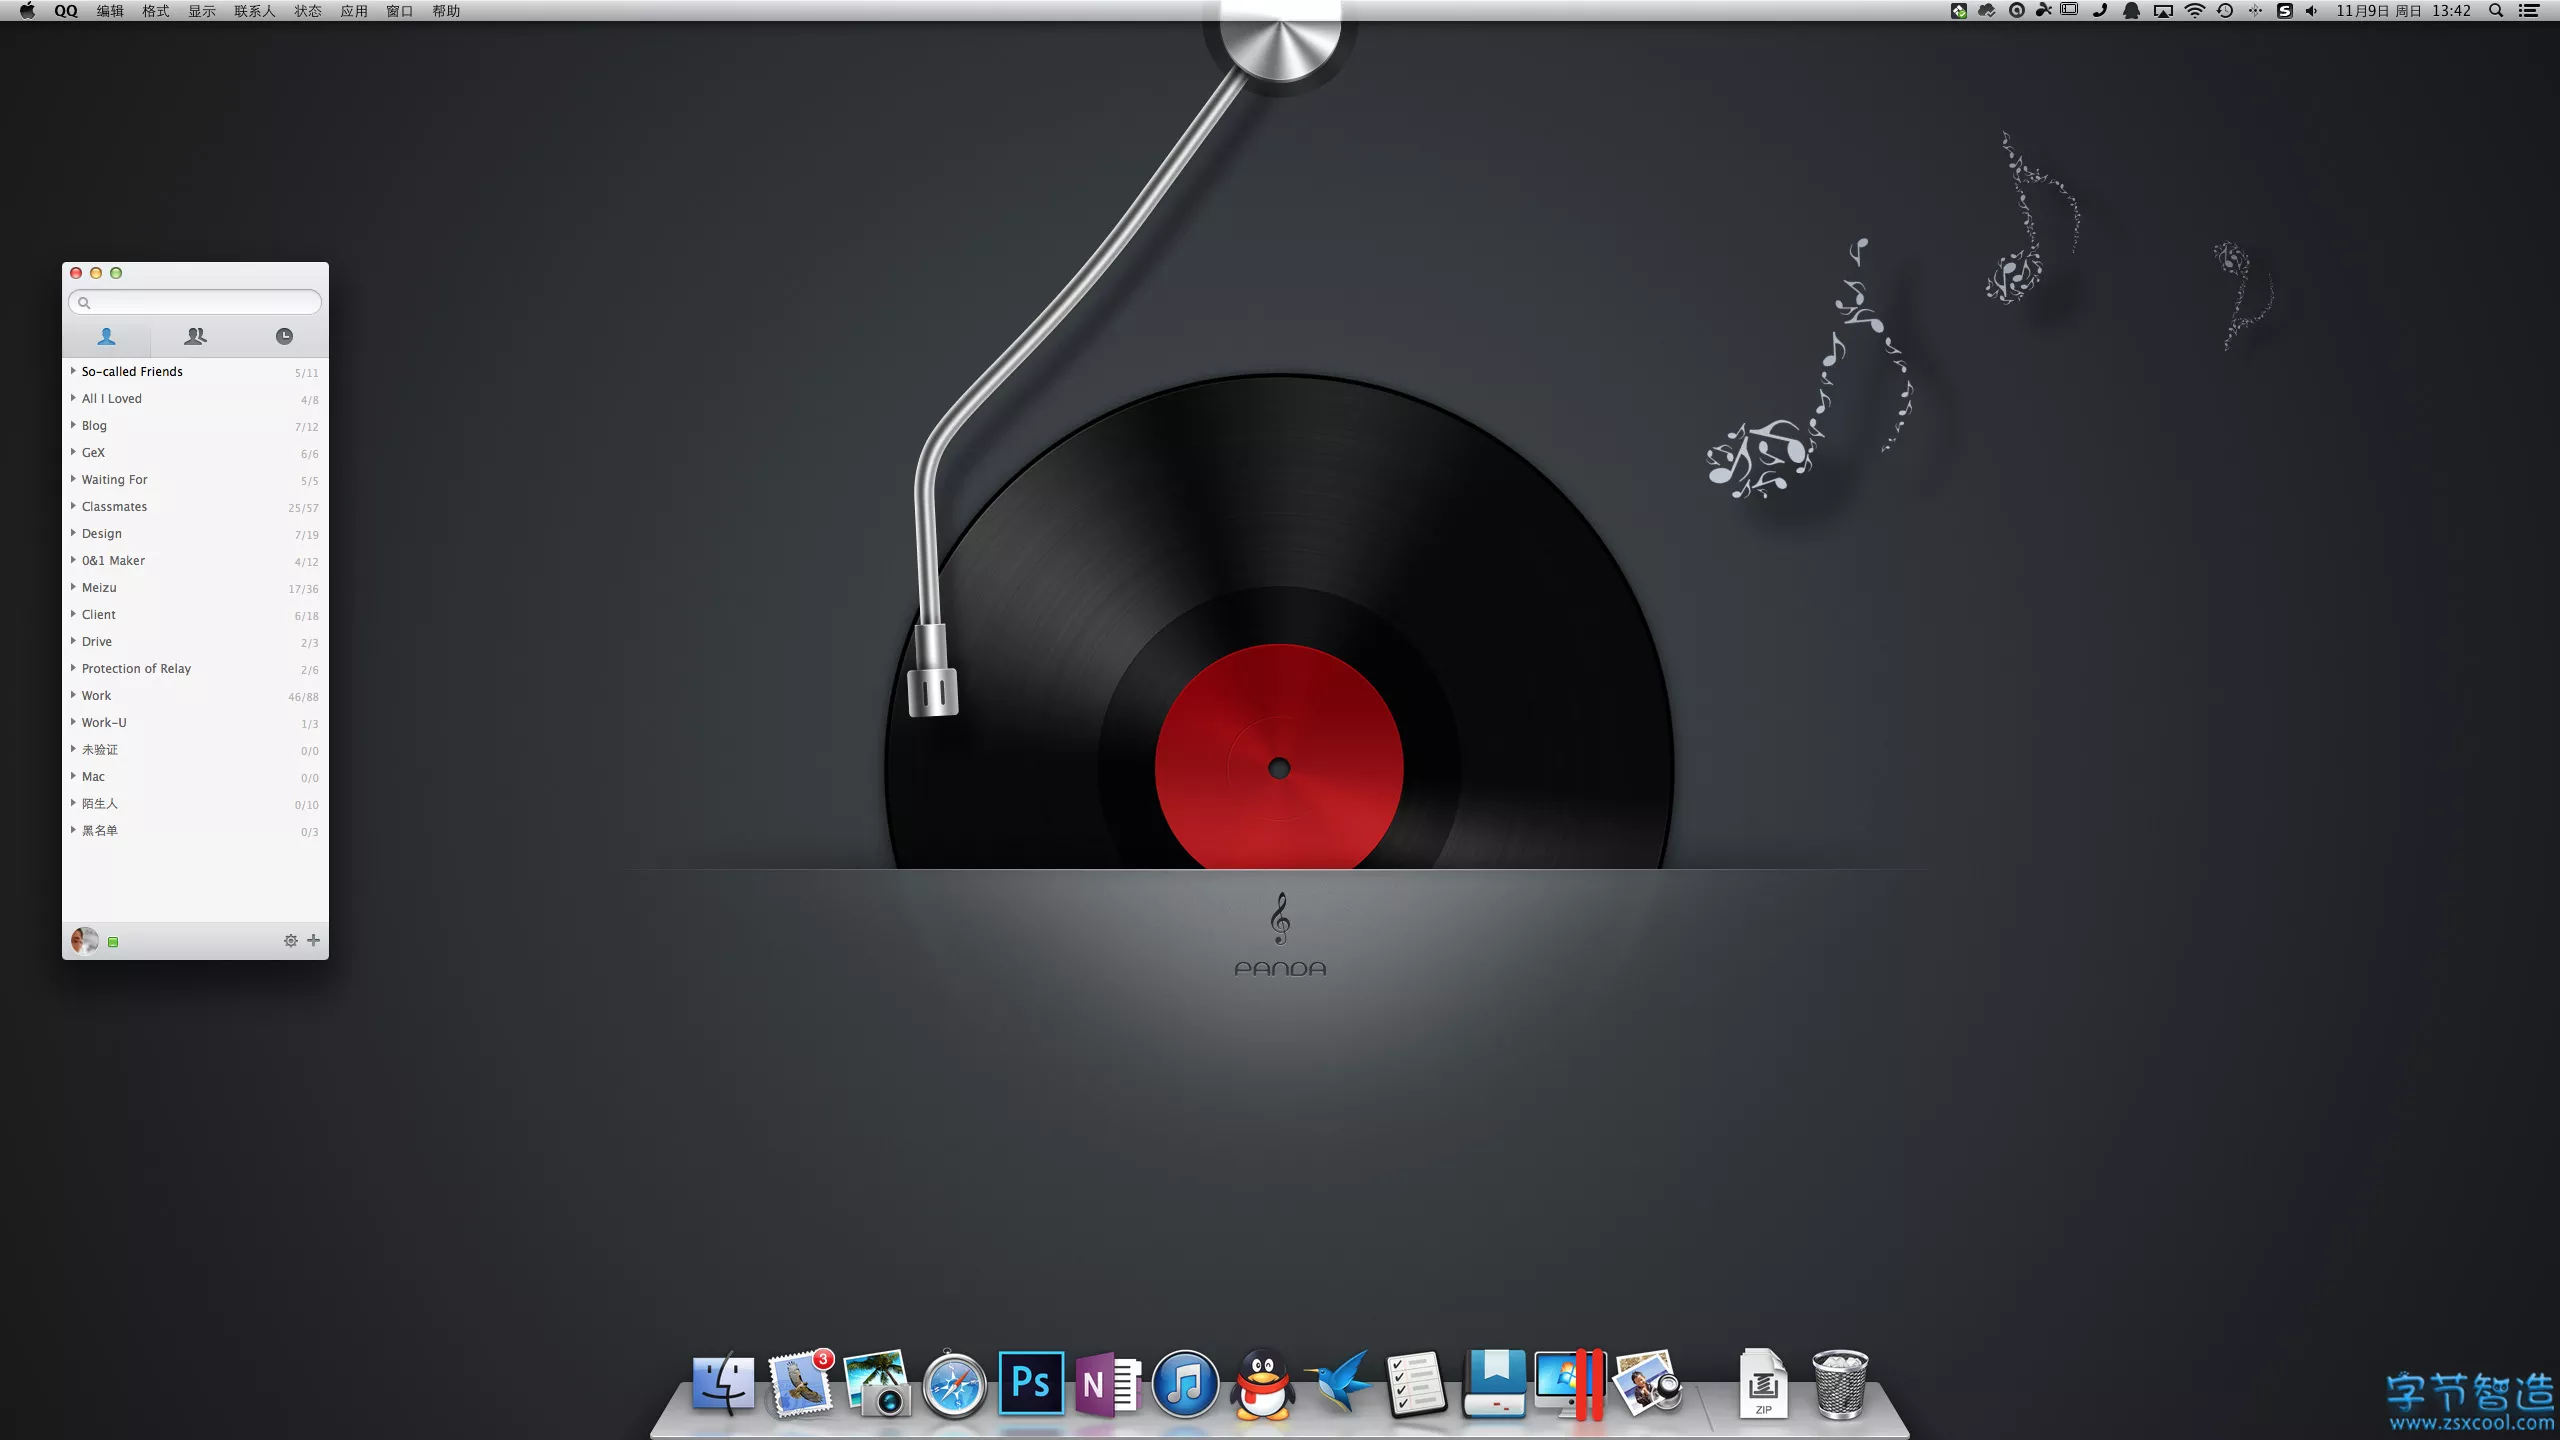 QQ 编辑 格式 显示 联系人 状态 应用 窗口 帮助 11月9日 周日 13:42
So-called Friends 5/11
All I Loved 4/8
Blog 7/12
GeX 6/6
Waiting For 5/5
Classmates 25/57
Design 7/19
0&1 Maker 4/12
Meizu 17/36
Client 6/18
Drive 2/3
Protection of Relay 2/6
Work 46/88
Work-U 1/3
未验证 0/0
Mac 0/0
陌生人 0/10
黑名单 0/3
PANDA
3
Ps
N
ZIP
字节智造
www.zsxcool.com